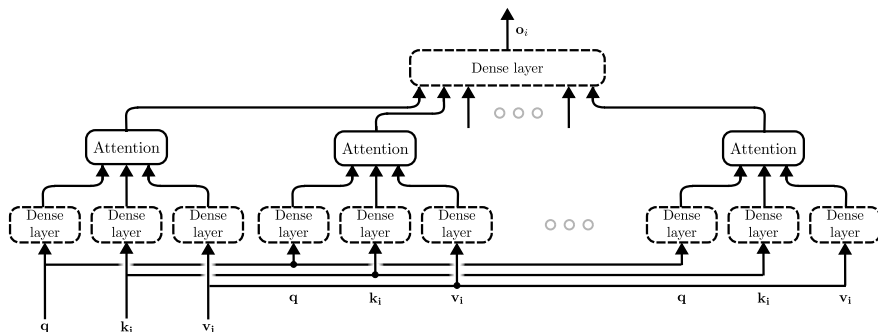 o_i
Dense layer
Attention Attention Attention
Dense Dense Dense Dense Dense Dense Dense Dense Dense
layer layer layer layer layer layer layer layer layer
q k_i v_i q k_i v_i
q k_i v_i